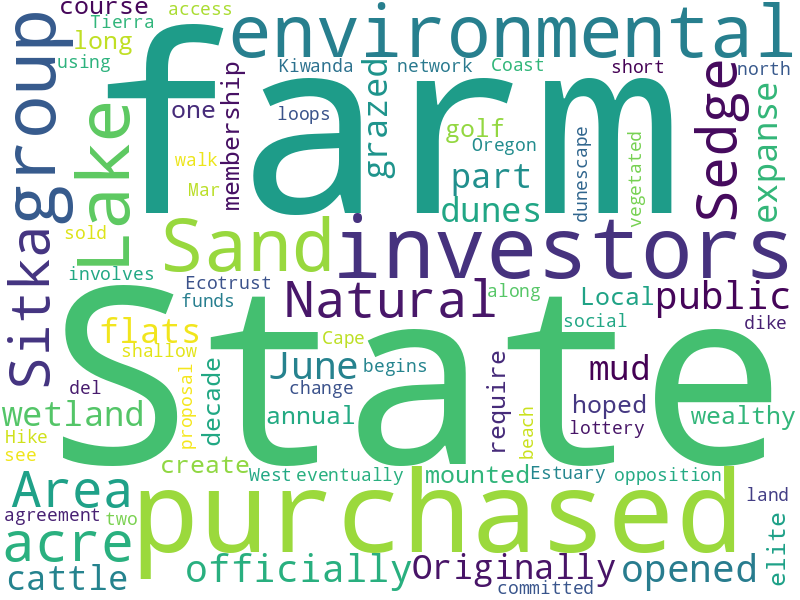 course
access
Tierra
long
using
farm
environmental
group
Lake
Kiwanda
network
Coast
short
north
one
membership
loops
grazed
golf
Oregon
part
dunes
dunescape
vegetated
Sedge
expanse
walk
Mar
Sitka
sold
Sand
investors
involves
Ecotrust
funds
Natural
along
Local
public
social
dike
State
flats
shallow
Cape
June
begins
change
annual
del
proposal
decade
require
beach
mud
hoped
lottery
wealthy
wetland
Hike
see
create
West
eventually
mounted
Estuary
opposition
Area
purchased
land
agreement
two
acre
cattle
officially
Originally
committed
opened
elite